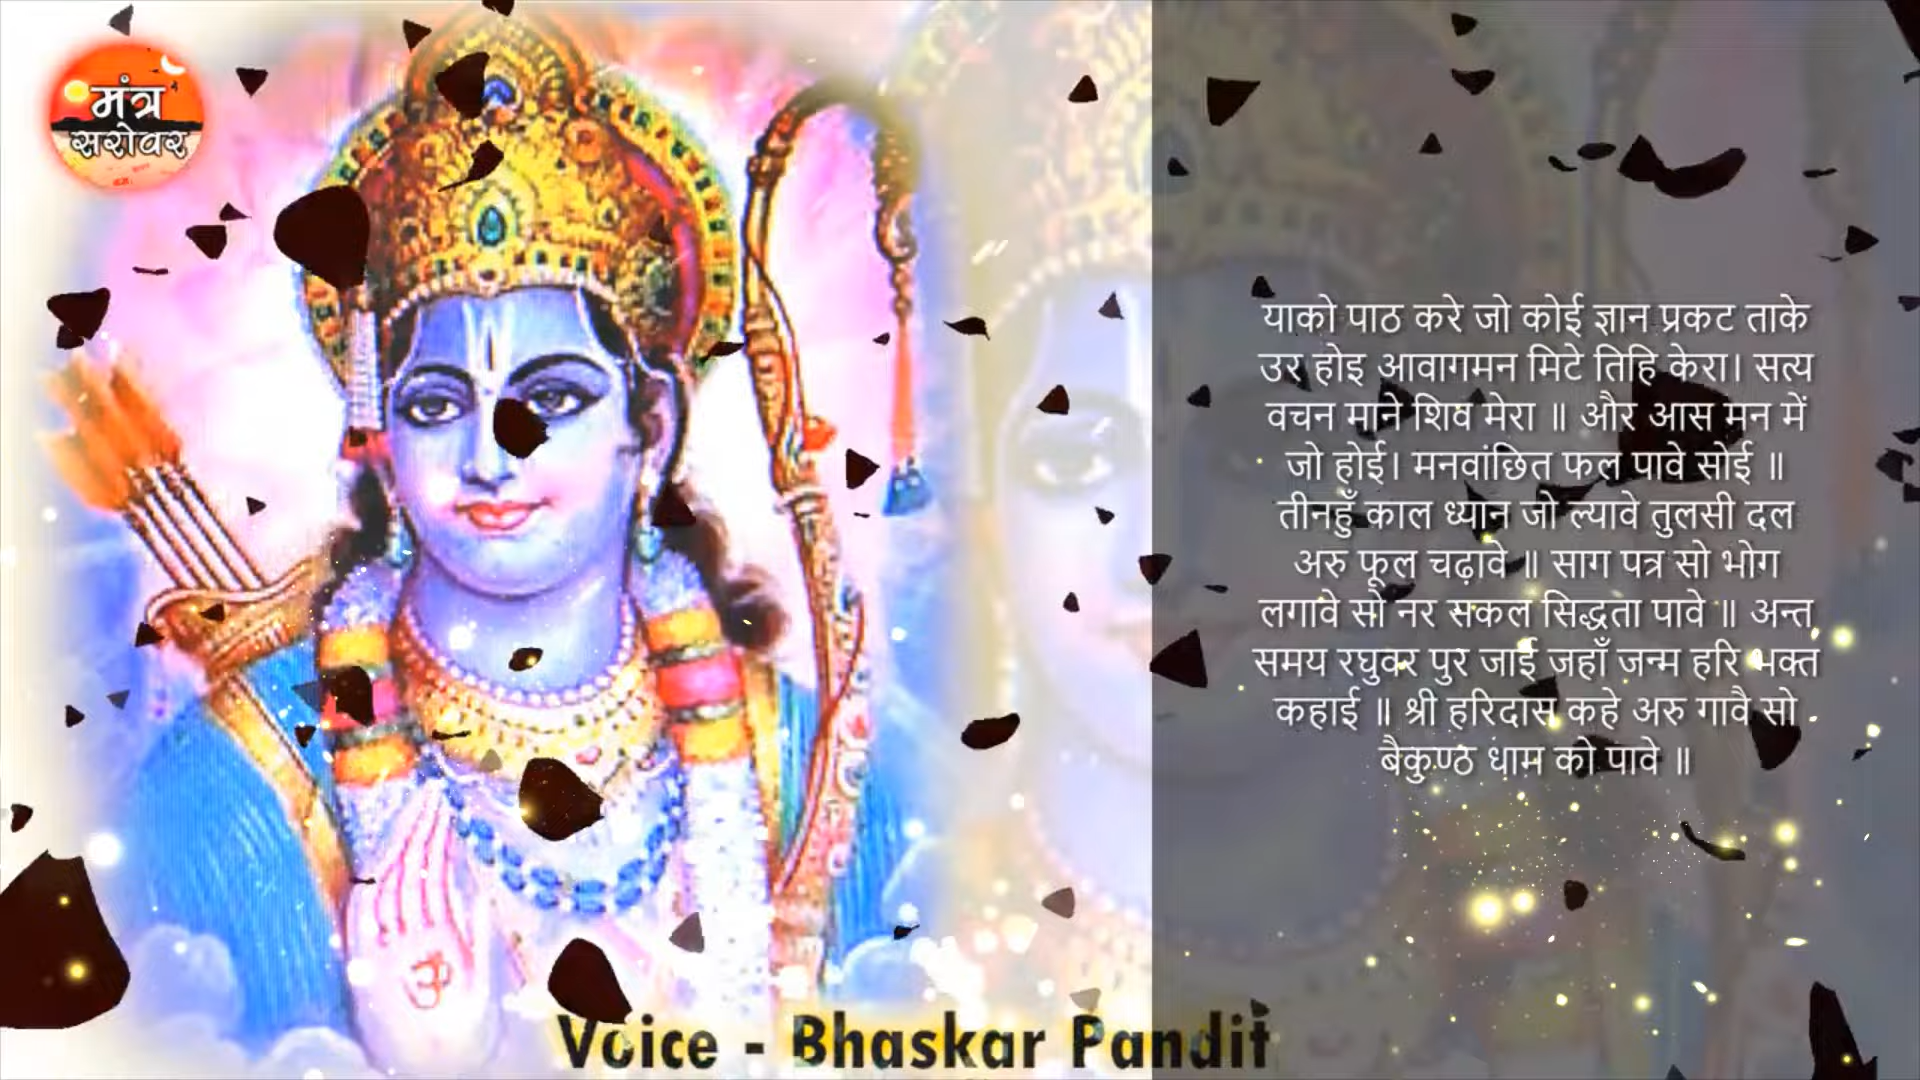 मंत्र
सरोवर
याको पाठ करे जो कोई ज्ञान प्रकट ताके
उर होइ आवागमन मिटे तिहि केरा। सत्य
वचन माने शिव मेरा ॥ और आस मन में
जो होई। मनवांछित फल पावे सोई ॥
तीनहुँ काल ध्यान जो ल्यावे तुलसी दल
अरु फूल चढ़ावे ॥ साग पत्र सो भोग
लगावे सो नर सकल सिद्धता पावे ॥ अन्त
समय रघुवर पुर जाई जहाँ जन्म हरि भक्त
कहाई ॥ श्री हरिदास कहे अरु गावै सो
बैकुण्ठ धाम को पावे ॥
ॐ
Voice - Bhaskar Pandit